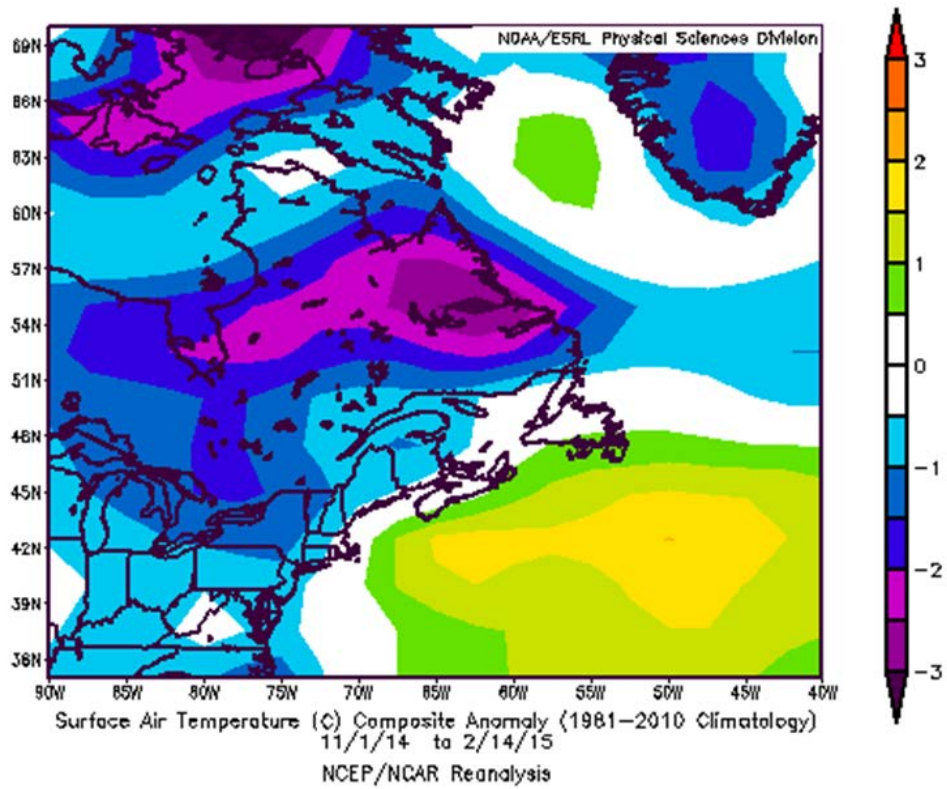 NOAA/ESRL Physical Sciences Division
69N
66N
63N
60N
57N
54N
51N
48N
45N
42N
39N
36N
90W 85W 80W 75W 70W 65W 60W 55W 50W 45W 40W
3
2
1
0
-1
-2
-3
Surface Air Temperature (C) Composite Anomaly (1981-2010 Climatology)
11/1/14 to 2/14/15
NCEP/NCAR Reanalysis